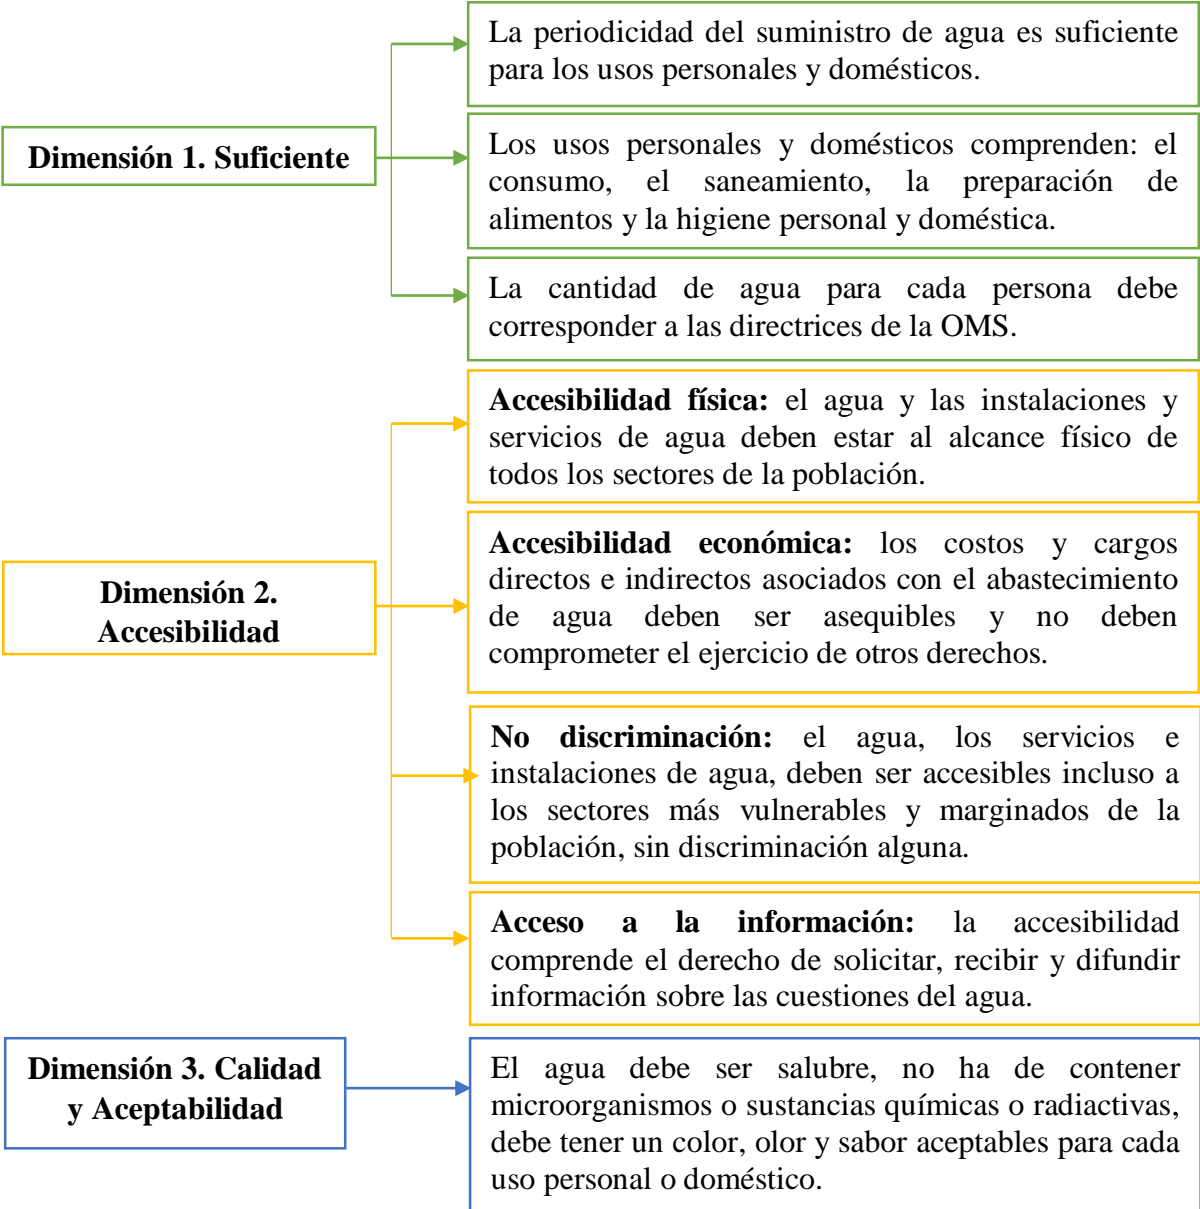 La periodicidad del suministro de agua es suficiente
para los usos personales y domésticos.
Dimensión 1. Suficiente
Los usos personales y domésticos comprenden: el
consumo, el saneamiento, la preparación de
alimentos y la higiene personal y doméstica.
La cantidad de agua para cada persona debe
corresponder a las directrices de la OMS.
Accesibilidad física: el agua y las instalaciones y
servicios de agua deben estar al alcance físico de
todos los sectores de la población.
Dimensión 2.
Accesibilidad
Accesibilidad económica: los costos y cargos
directos e indirectos asociados con el abastecimiento
de agua deben ser asequibles y no deben
comprometer el ejercicio de otros derechos.
No discriminación: el agua, los servicios e
instalaciones de agua, deben ser accesibles incluso a
los sectores más vulnerables y marginados de la
población, sin discriminación alguna.
Acceso a la información: la accesibilidad
comprende el derecho de solicitar, recibir y difundir
información sobre las cuestiones del agua.
Dimensión 3. Calidad
y Aceptabilidad
El agua debe ser salubre, no ha de contener
microorganismos o sustancias químicas o radiactivas,
debe tener un color, olor y sabor aceptables para cada
uso personal o doméstico.